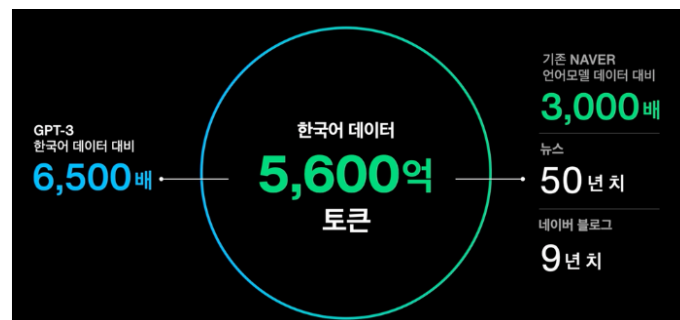 GPT-3
한국어 데이터 대비
6,500배
한국어 데이터
5,600억
토큰
기존 NAVER
언어모델 데이터 대비
3,000배
뉴스
50년 치
네이버 블로그
9년 치